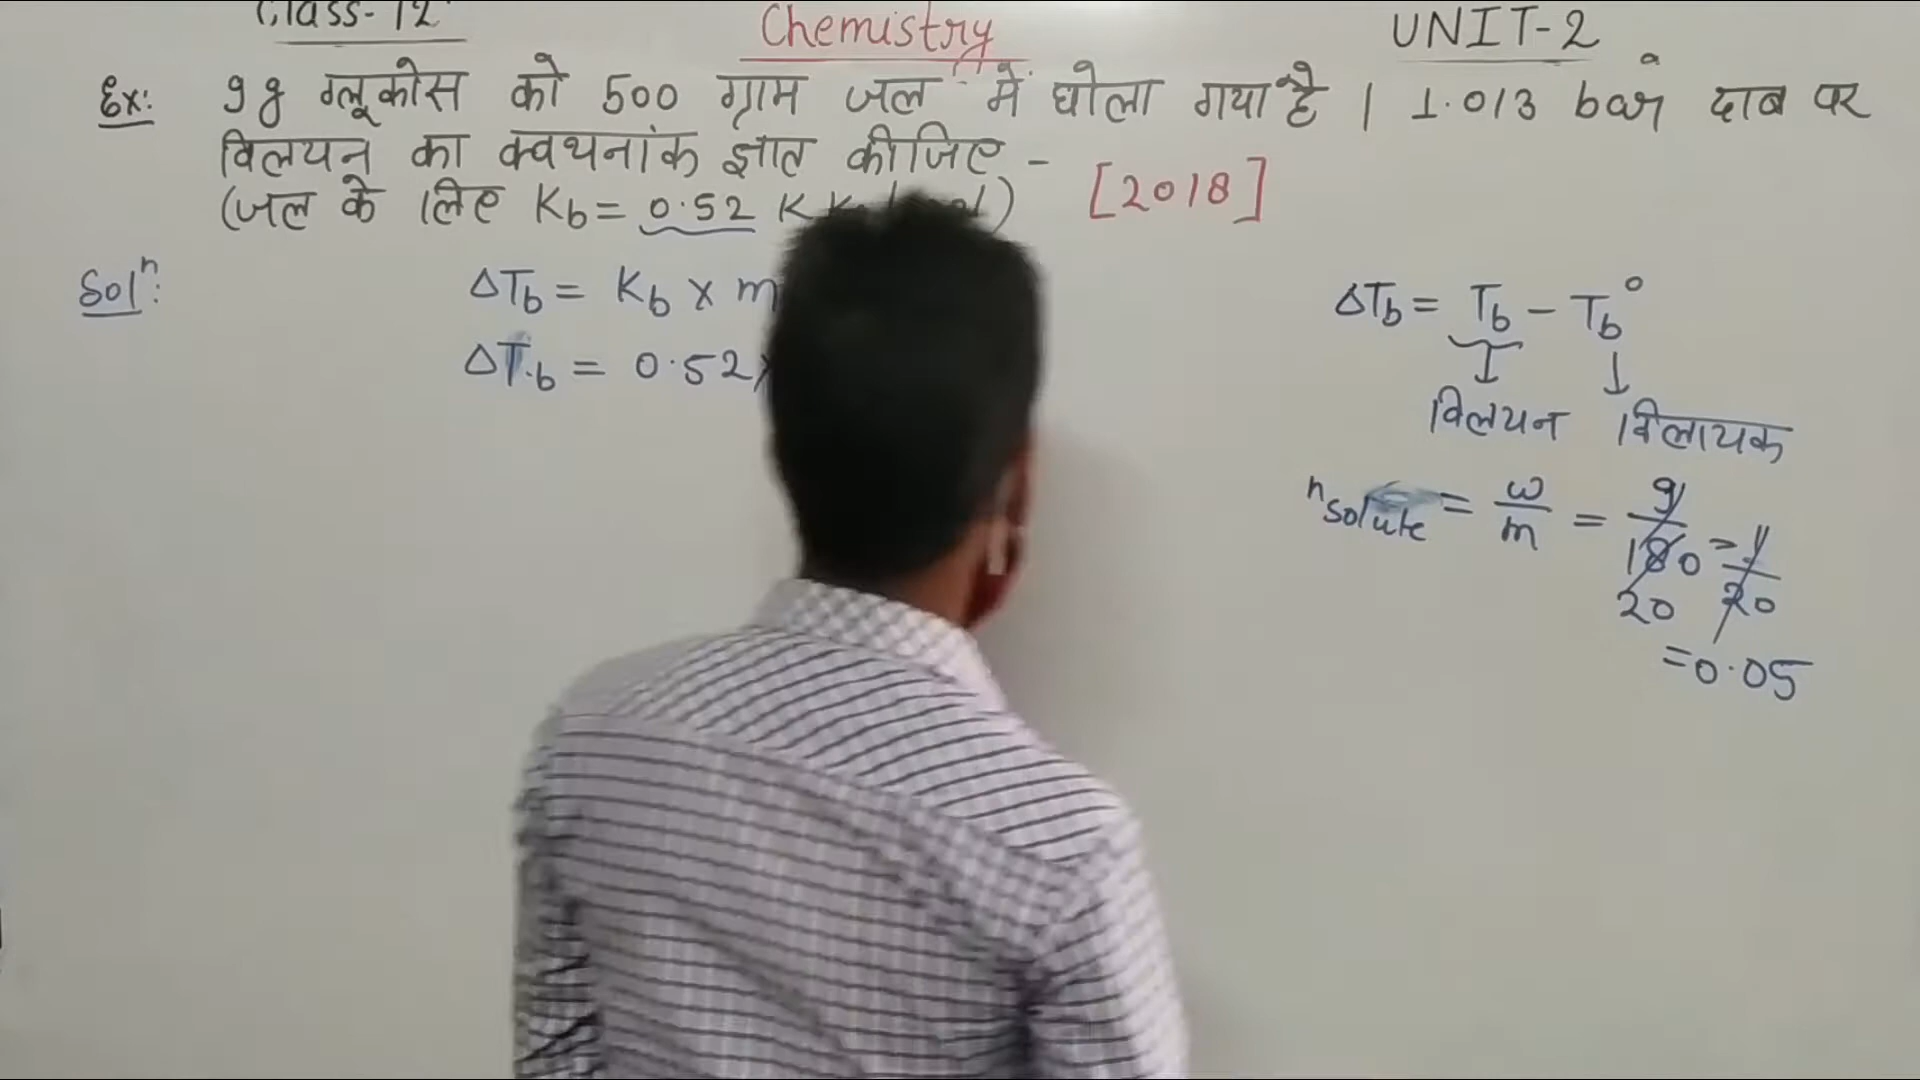 Class-12
Chemistry
UNIT-2
Ex: 9g ग्लूकोस को 500 ग्राम जल में घोला गया है | 1.013 bar दाब पर
विलयन का क्वथनांक ज्ञात कीजिए -
(जल के लिए Kb = 0.52 K
[2018]
Solⁿ:
ΔTb = Kb × m
ΔTb = 0.52 ×
ΔTb = Tb - Tb°
विलयन विलायक
nsolute = w/m = 9/180 = 1/20
20
= 0.05